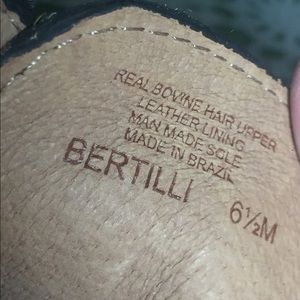 REAL BOVINE HAIR UPPER
LEATHER LINING
MAN MADE SOLE
MADE IN BRAZIL
BERTILLI
6½M